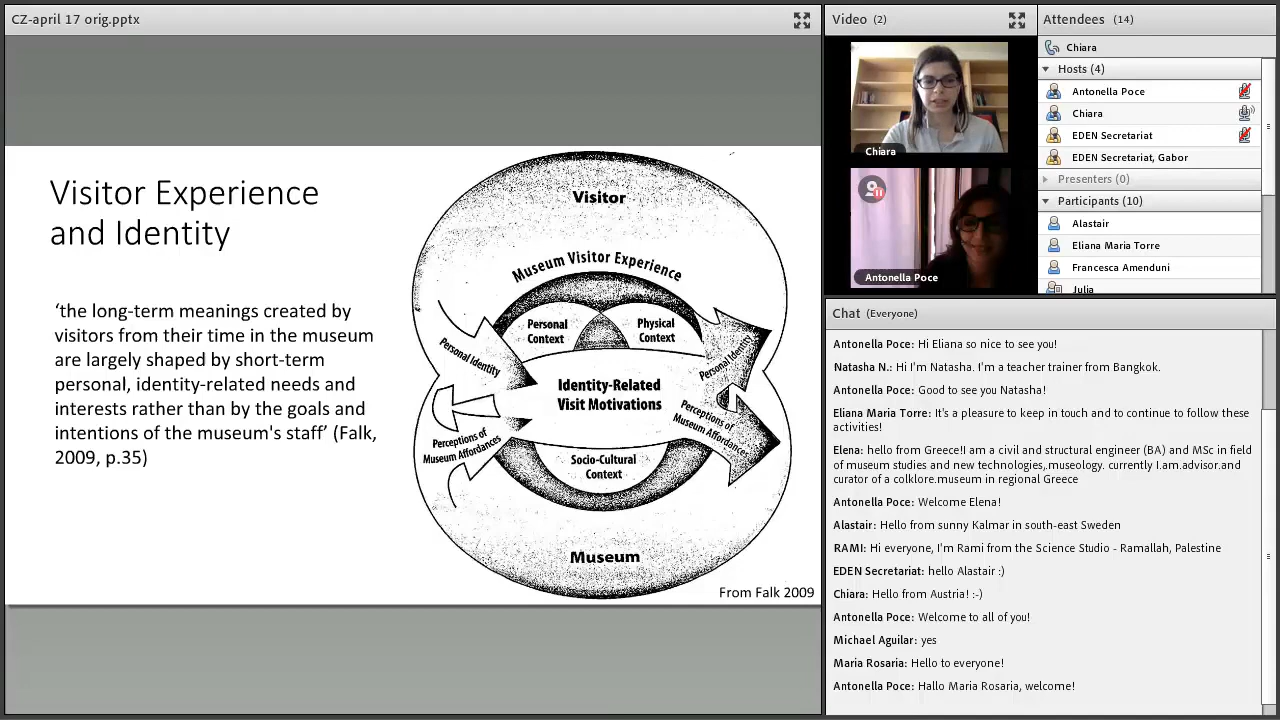 CZ-april 17 orig.pptx
Visitor Experience
and Identity
‘the long-term meanings created by
visitors from their time in the museum
are largely shaped by short-term
personal, identity-related needs and
interests rather than by the goals and
intentions of the museum's staff’ (Falk,
2009, p.35)
Visitor
Museum Visitor Experience
Personal
Context
Physical
Context
Personal Identity
Personal Identity
Identity-Related
Visit Motivations
Perceptions of
Museum Affordances
Perceptions of
Museum Affordances
Socio-Cultural
Context
Museum
From Falk 2009
Video (2)
Chiara
Antonella Poce
Attendees (14)
Chiara
Hosts (4)
Antonella Poce
Chiara
EDEN Secretariat
EDEN Secretariat, Gabor
Presenters (0)
Participants (10)
Alastair
Eliana Maria Torre
Francesca Amenduni
Julia
Chat (Everyone)
Antonella Poce: Hi Eliana so nice to see you!
Natasha N.: Hi I'm Natasha. I'm a teacher trainer from Bangkok.
Antonella Poce: Good to see you Natasha!
Eliana Maria Torre: It's a pleasure to keep in touch and to continue to follow these
activities!
Elena: hello from Greece!I am a civil and structural engineer (BA) and MSc in field
of museum studies and new technologies,.museology. currently I.am.advisor.and
curator of a colklore.museum in regional Greece
Antonella Poce: Welcome Elena!
Alastair: Hello from sunny Kalmar in south-east Sweden
RAMI: Hi everyone, I'm Rami from the Science Studio - Ramallah, Palestine
EDEN Secretariat: hello Alastair :)
Chiara: Hello from Austria! :-)
Antonella Poce: Welcome to all of you!
Michael Aguilar: yes
Maria Rosaria: Hello to everyone!
Antonella Poce: Hallo Maria Rosaria, welcome!